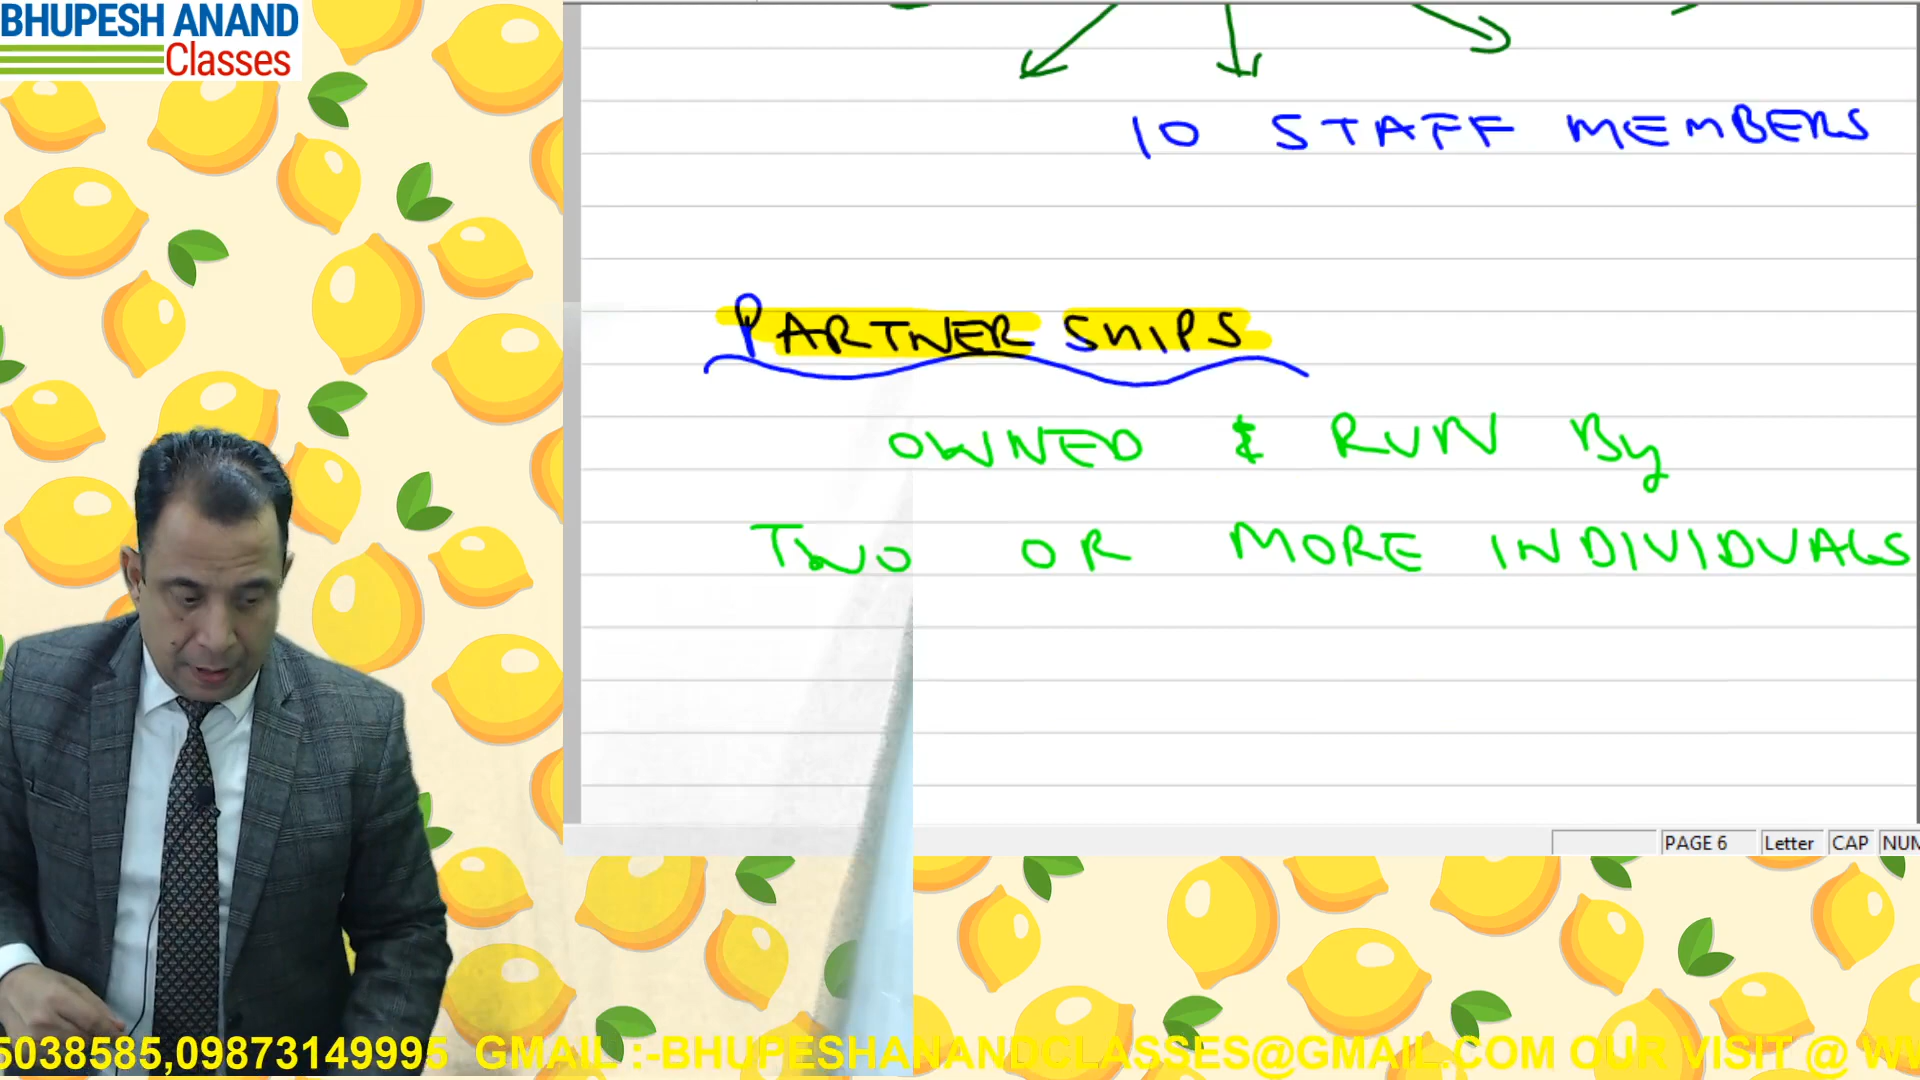 BHUPESH ANAND
Classes
10 STAFF MEMBERS
PARTNER SHIPS
OWNED & RUN By
TWO OR MORE INDIVIDUALS
PAGE 6 Letter CAP NUM
5038585,09873149995 GMAIL :-BHUPESHANANDCLASSES@GMAIL.COM OUR VISIT @